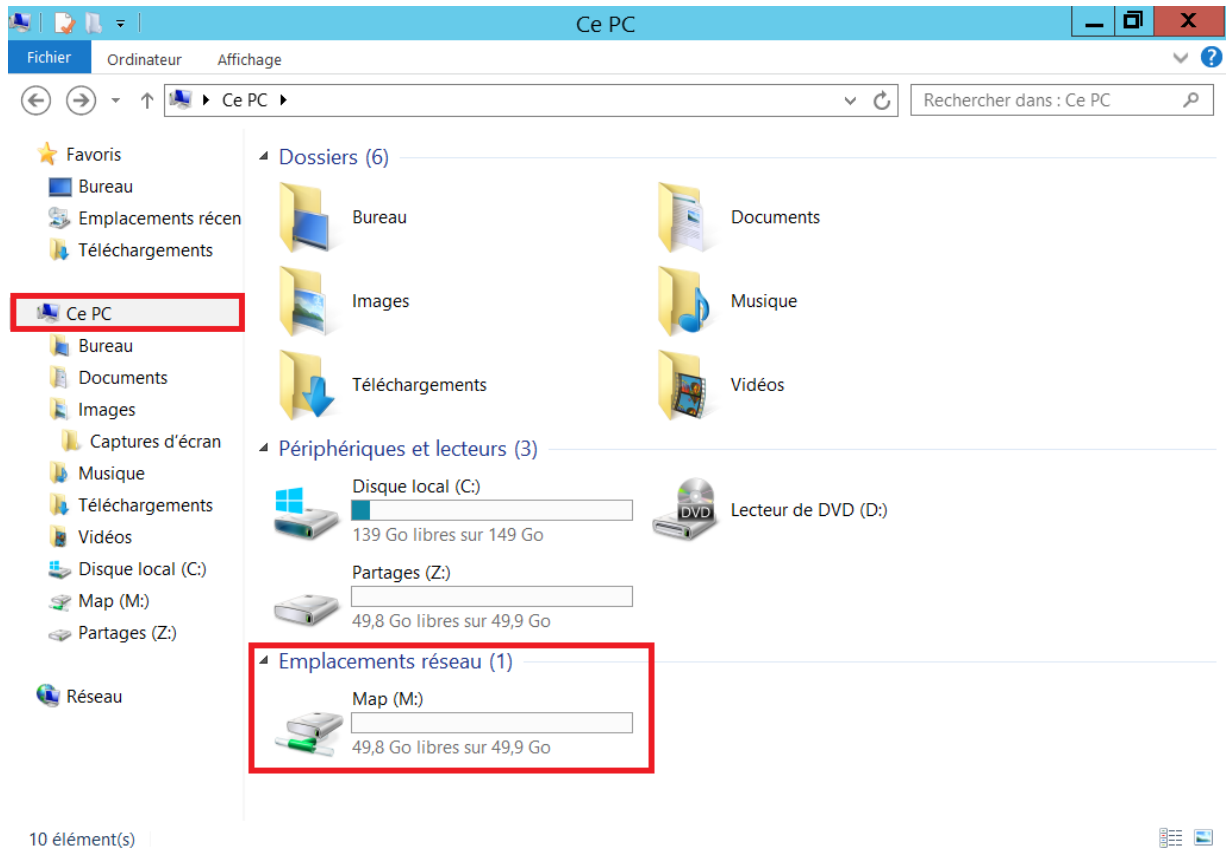 Ce PC
Fichier Ordinateur Affichage
Ce PC
Rechercher dans : Ce PC
Favoris
Bureau
Emplacements récen
Téléchargements
Ce PC
Bureau
Documents
Images
Captures d'écran
Musique
Téléchargements
Vidéos
Disque local (C:)
Map (M:)
Partages (Z:)
Réseau
Dossiers (6)
Bureau
Documents
Images
Musique
Téléchargements
Vidéos
Périphériques et lecteurs (3)
Disque local (C:)
139 Go libres sur 149 Go
DVD
Lecteur de DVD (D:)
Partages (Z:)
49,8 Go libres sur 49,9 Go
Emplacements réseau (1)
Map (M:)
49,8 Go libres sur 49,9 Go
10 élément(s)